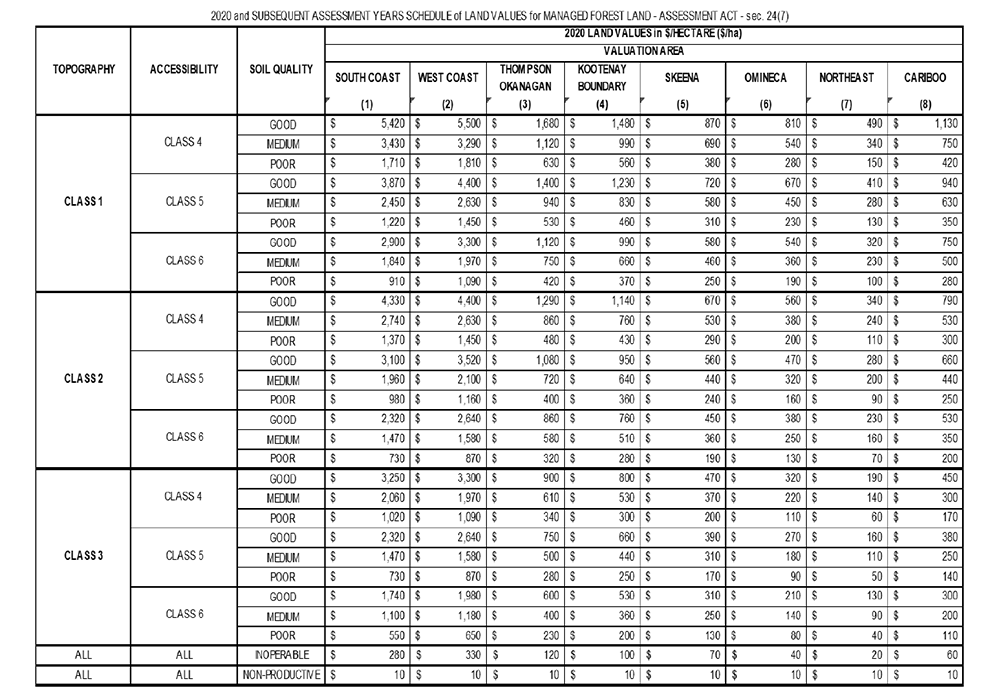 2020 and SUBSEQUENT ASSESSMENT YEARS SCHEDULE of LAND VALUES for MANAGED FOREST LAND - ASSESSMENT ACT - sec. 24(7)
2020 LAND VALUES in $/HECTARE ($/ha)
VALUATION AREA
TOPOGRAPHY ACCESSIBILITY SOIL QUALITY SOUTH COAST WEST COAST THOMPSON OKANAGAN KOOTENAY BOUNDARY SKEENA OMINECA NORTHEAST CARIBOO
(1) (2) (3) (4) (5) (6) (7) (8)
CLASS 1 CLASS 4 GOOD $ 5,420 $ 5,500 $ 1,680 $ 1,480 $ 870 $ 810 $ 490 $ 1,130
MEDIUM $ 3,430 $ 3,290 $ 1,120 $ 990 $ 690 $ 540 $ 340 $ 750
POOR $ 1,710 $ 1,810 $ 630 $ 560 $ 380 $ 280 $ 150 $ 420
CLASS 5 GOOD $ 3,870 $ 4,400 $ 1,400 $ 1,230 $ 720 $ 670 $ 410 $ 940
MEDIUM $ 2,450 $ 2,630 $ 940 $ 830 $ 580 $ 450 $ 280 $ 630
POOR $ 1,220 $ 1,450 $ 530 $ 460 $ 310 $ 230 $ 130 $ 350
CLASS 6 GOOD $ 2,900 $ 3,300 $ 1,120 $ 990 $ 580 $ 540 $ 320 $ 750
MEDIUM $ 1,840 $ 1,970 $ 750 $ 660 $ 460 $ 360 $ 230 $ 500
POOR $ 910 $ 1,090 $ 420 $ 370 $ 250 $ 190 $ 100 $ 280
CLASS 2 CLASS 4 GOOD $ 4,330 $ 4,400 $ 1,290 $ 1,140 $ 670 $ 560 $ 340 $ 790
MEDIUM $ 2,740 $ 2,630 $ 860 $ 760 $ 530 $ 380 $ 240 $ 530
POOR $ 1,370 $ 1,450 $ 480 $ 430 $ 290 $ 200 $ 110 $ 300
CLASS 5 GOOD $ 3,100 $ 3,520 $ 1,080 $ 950 $ 560 $ 470 $ 280 $ 660
MEDIUM $ 1,960 $ 2,100 $ 720 $ 640 $ 440 $ 320 $ 200 $ 440
POOR $ 980 $ 1,160 $ 400 $ 360 $ 240 $ 160 $ 90 $ 250
CLASS 6 GOOD $ 2,320 $ 2,640 $ 860 $ 760 $ 450 $ 380 $ 230 $ 530
MEDIUM $ 1,470 $ 1,580 $ 580 $ 510 $ 360 $ 250 $ 160 $ 350
POOR $ 730 $ 870 $ 320 $ 280 $ 190 $ 130 $ 70 $ 200
CLASS 3 CLASS 4 GOOD $ 3,250 $ 3,300 $ 900 $ 800 $ 470 $ 320 $ 190 $ 450
MEDIUM $ 2,060 $ 1,970 $ 610 $ 530 $ 370 $ 220 $ 140 $ 300
POOR $ 1,020 $ 1,090 $ 340 $ 300 $ 200 $ 110 $ 60 $ 170
CLASS 5 GOOD $ 2,320 $ 2,640 $ 750 $ 660 $ 390 $ 270 $ 160 $ 380
MEDIUM $ 1,470 $ 1,580 $ 500 $ 440 $ 310 $ 180 $ 110 $ 250
POOR $ 730 $ 870 $ 280 $ 250 $ 170 $ 90 $ 50 $ 140
CLASS 6 GOOD $ 1,740 $ 1,980 $ 600 $ 530 $ 310 $ 210 $ 130 $ 300
MEDIUM $ 1,100 $ 1,180 $ 400 $ 360 $ 250 $ 140 $ 90 $ 200
POOR $ 550 $ 650 $ 230 $ 200 $ 130 $ 80 $ 40 $ 110
ALL ALL INOPERABLE $ 280 $ 330 $ 120 $ 100 $ 70 $ 40 $ 20 $ 60
ALL ALL NON-PRODUCTIVE $ 10 $ 10 $ 10 $ 10 $ 10 $ 10 $ 10 $ 10